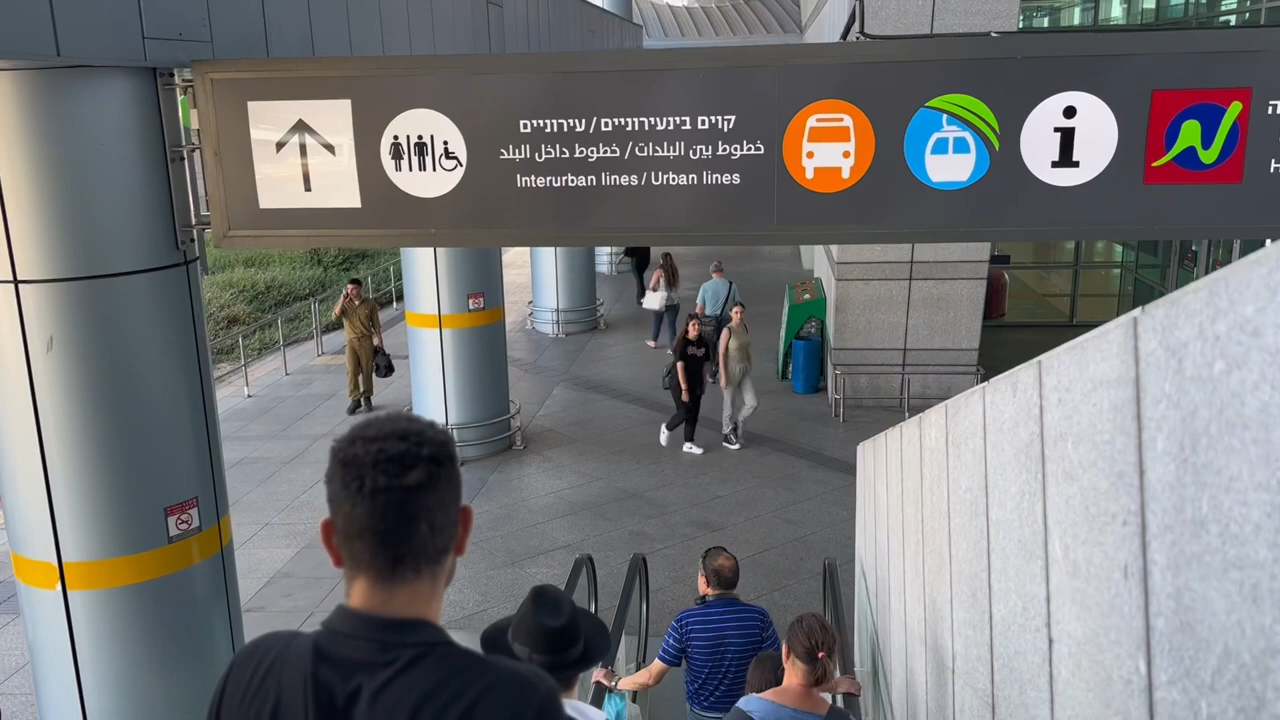 קוים בינעירוניים / עירוניים
خطوط بين البلدات / خطوط داخل البلد
Interurban lines / Urban lines
i